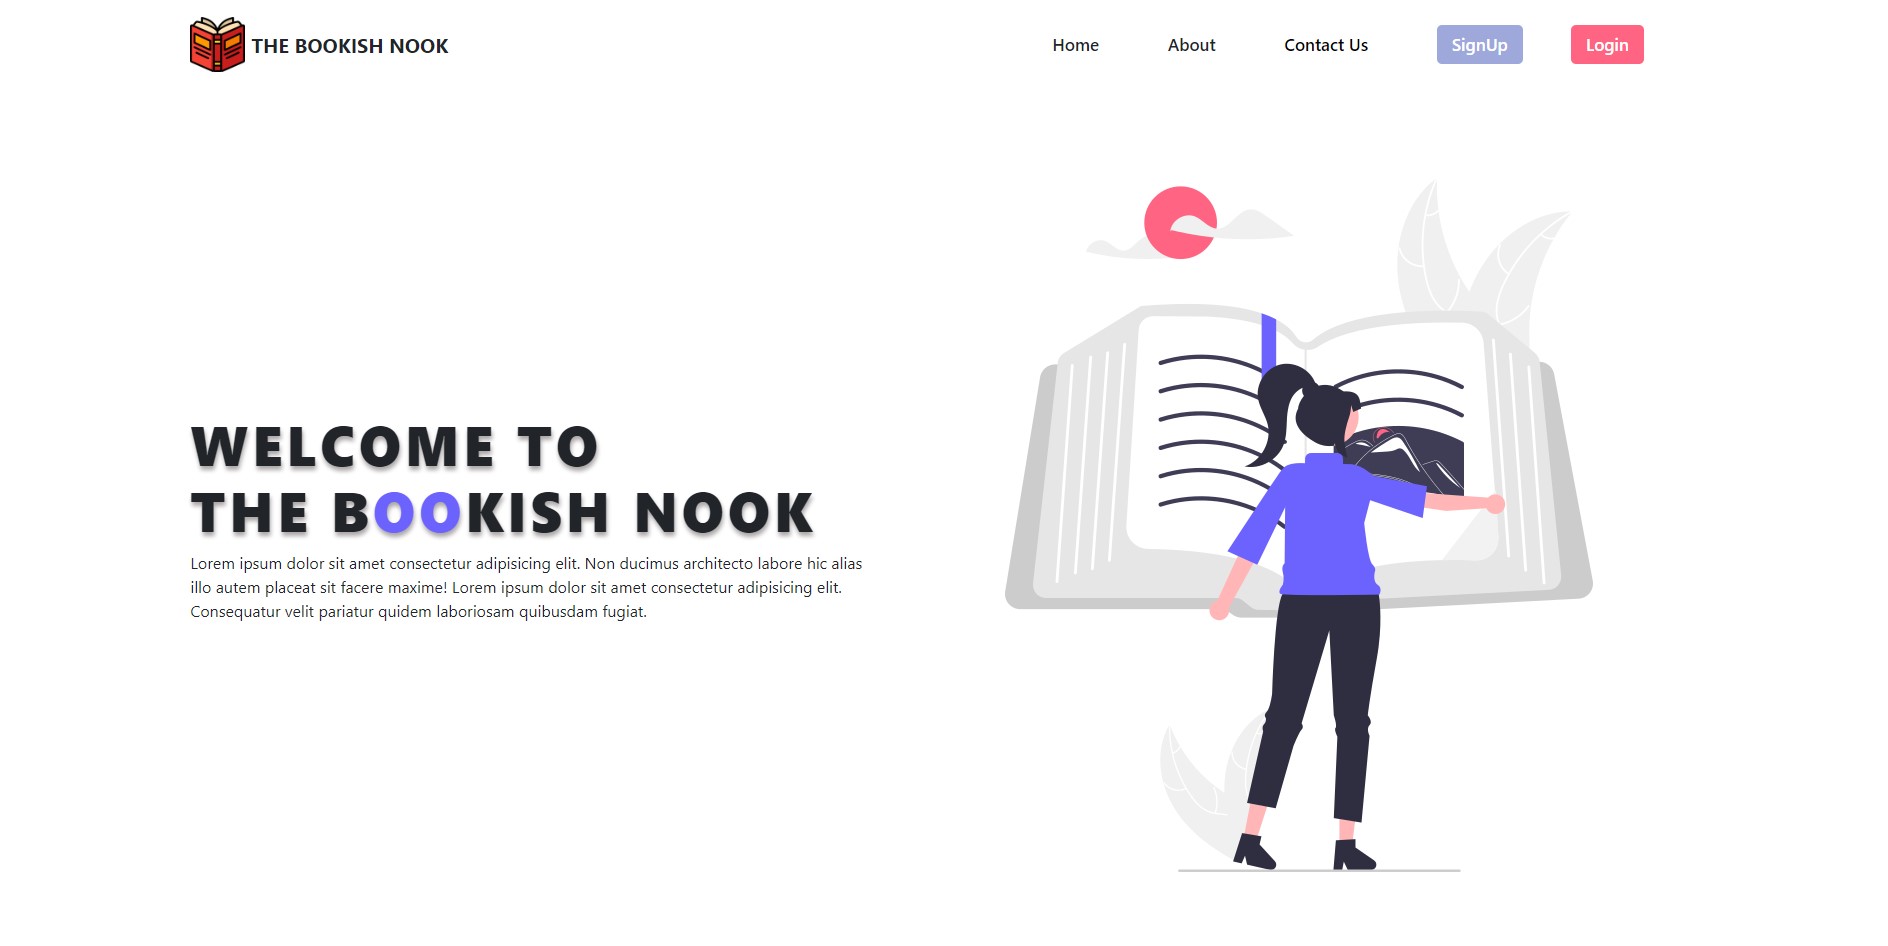 THE BOOKISH NOOK
Home
About
Contact Us
SignUp
Login
WELCOME TO
THE BOOKISH NOOK
Lorem ipsum dolor sit amet consectetur adipisicing elit. Non ducimus architecto labore hic alias
illo autem placeat sit facere maxime! Lorem ipsum dolor sit amet consectetur adipisicing elit.
Consequatur velit pariatur quidem laboriosam quibusdam fugiat.